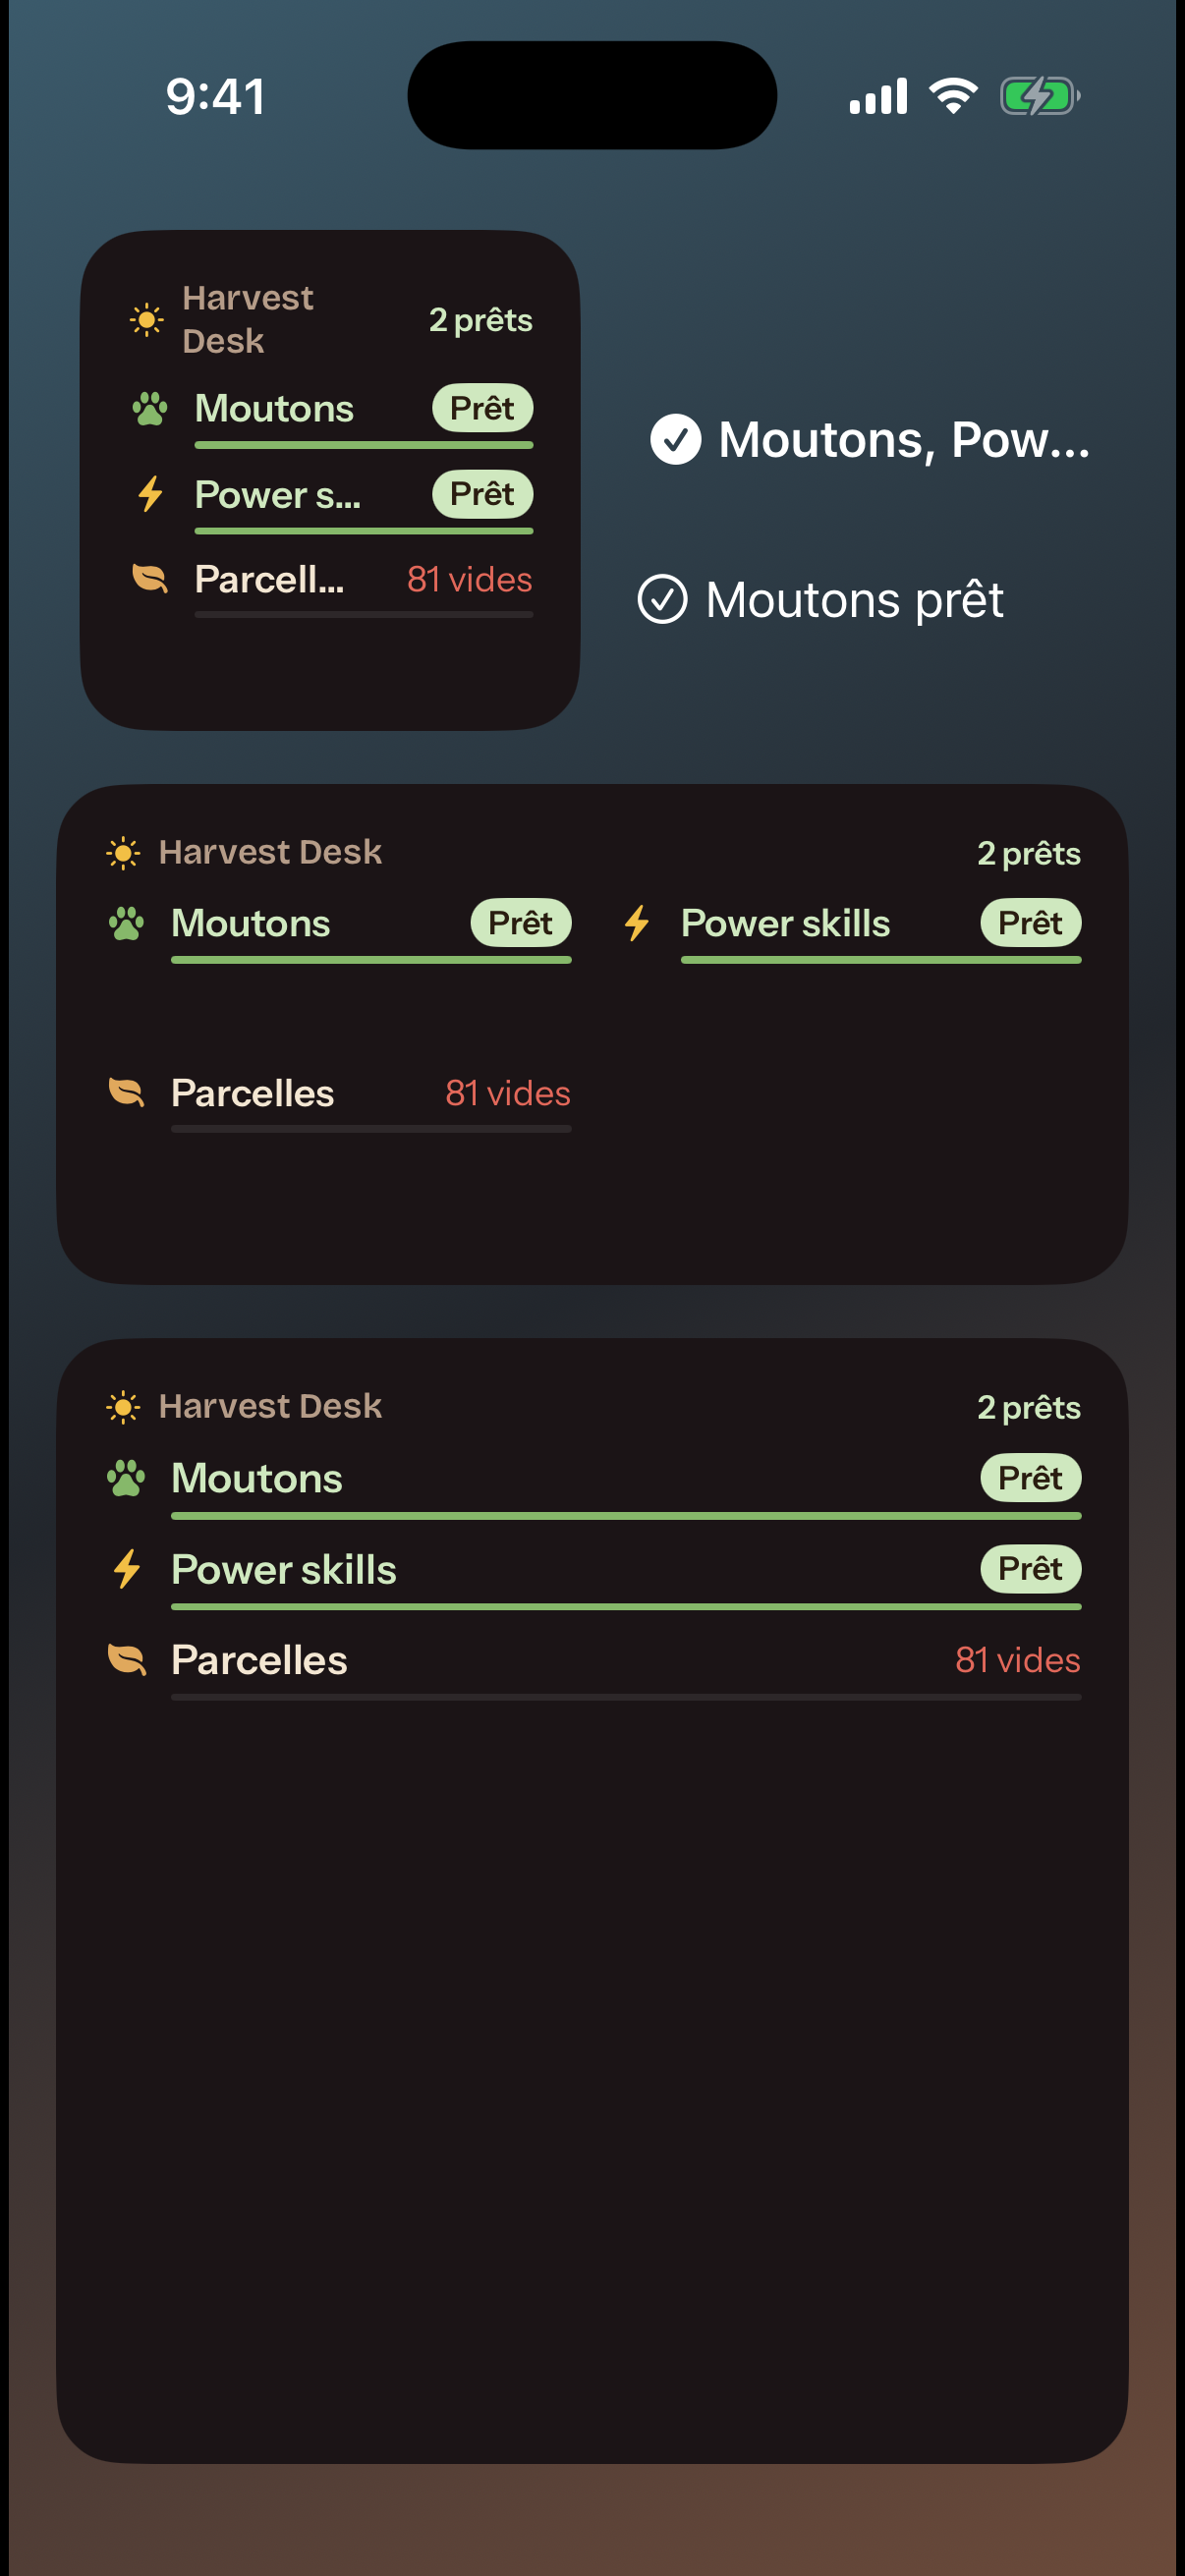 9:41
Harvest
Desk
2 prêts
Moutons
Prêt
Power s...
Prêt
Parcell...
81 vides
Moutons, Pow...
Moutons prêt
Harvest Desk
2 prêts
Moutons
Prêt
Power skills
Prêt
Parcelles
81 vides
Harvest Desk
2 prêts
Moutons
Prêt
Power skills
Prêt
Parcelles
81 vides